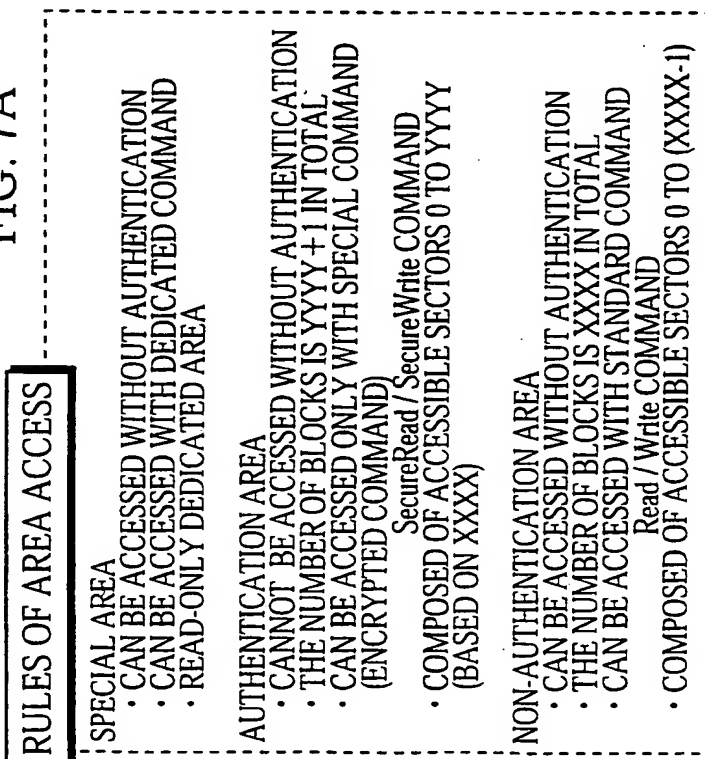 FIG. 7A
RULES OF AREA ACCESS
SPECIAL AREA
· CAN BE ACCESSED WITHOUT AUTHENTICATION
· CAN BE ACCESSED WITH DEDICATED COMMAND
· READ-ONLY DEDICATED AREA
AUTHENTICATION AREA
· CANNOT BE ACCESSED WITHOUT AUTHENTICATION
· THE NUMBER OF BLOCKS IS YYYY+1 IN TOTAL
· CAN BE ACCESSED ONLY WITH SPECIAL COMMAND
(ENCRYPTED COMMAND)
SecureRead / SecureWrite COMMAND
· COMPOSED OF ACCESSIBLE SECTORS 0 TO YYYY
(BASED ON XXXX)
NON-AUTHENTICATION AREA
· CAN BE ACCESSED WITHOUT AUTHENTICATION
· THE NUMBER OF BLOCKS IS XXXX IN TOTAL
· CAN BE ACCESSED WITH STANDARD COMMAND
Read / Write COMMAND
· COMPOSED OF ACCESSIBLE SECTORS 0 TO (XXXX-1)